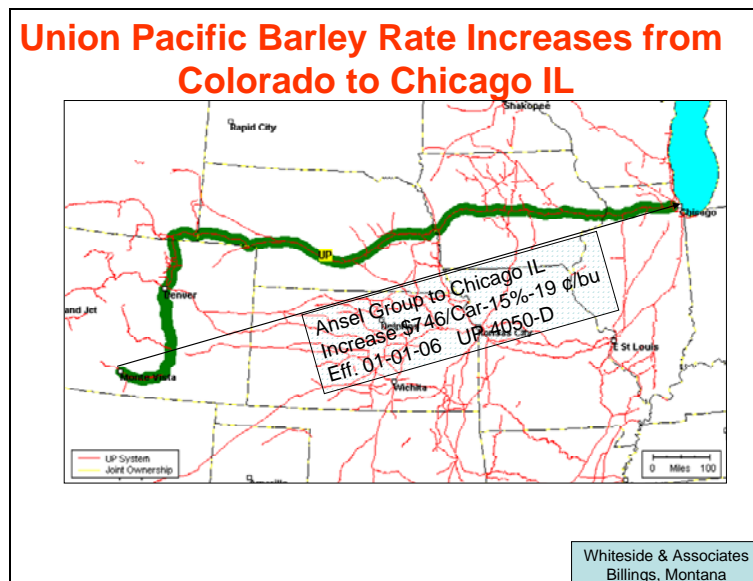 Union Pacific Barley Rate Increases from
Colorado to Chicago IL
Shakopee
Rapid City
Chicago
UP
Denver
and Jct
Ansel Group to Chicago IL
Increase $746/Car-15%-19 ¢/bu
Eff. 01-01-06 UP 4050-D
E St Louis
Monte Vista
Wichita
UP System
Joint Ownership
0 Miles 100
Whiteside & Associates
Billings, Montana